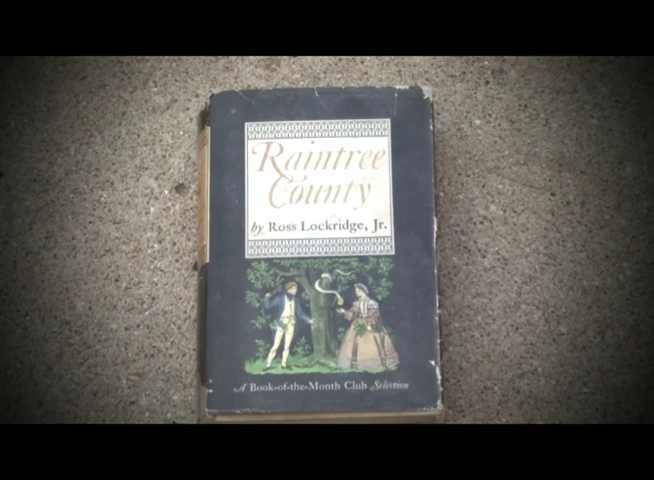 Raintree
County
by Ross Lockridge, Jr.
A Book-of-the-Month Club Selection